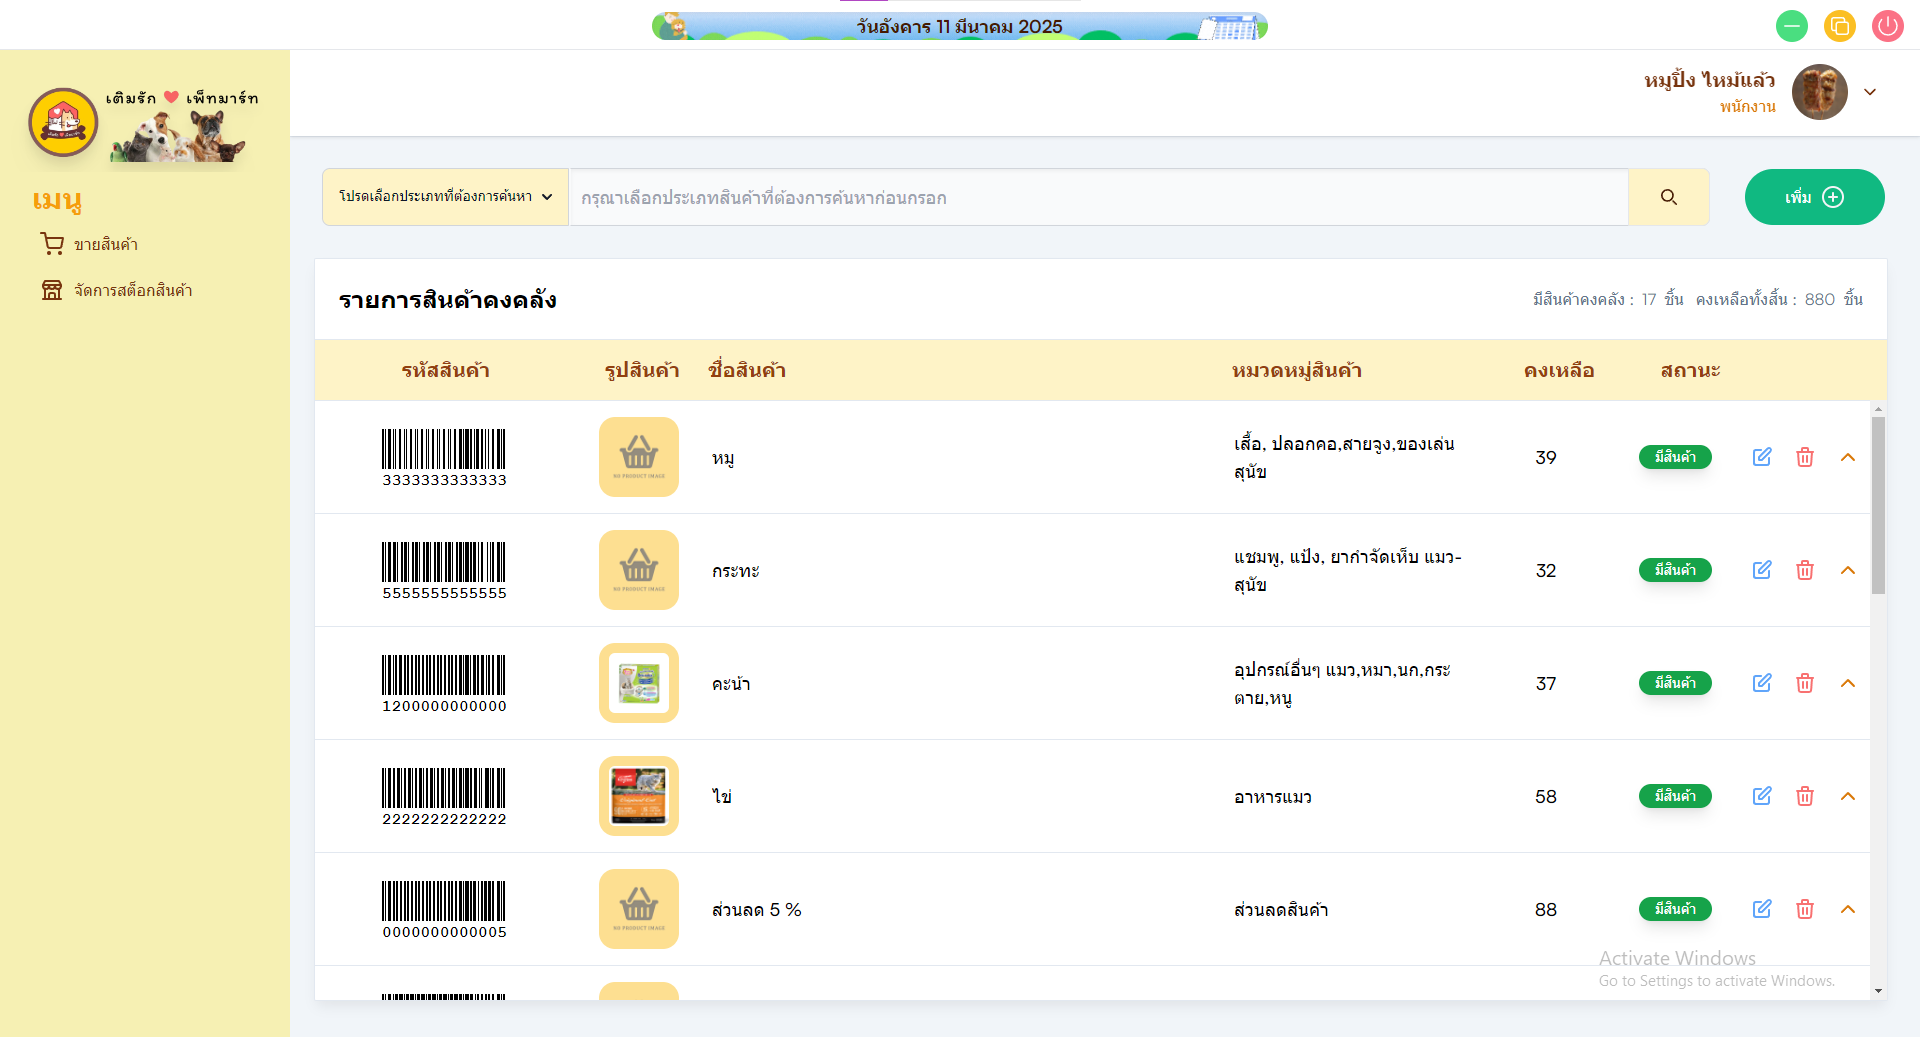 วันอังคาร 11 มีนาคม 2025
เติมรัก เพ็ทมาร์ท
หมูปิ้ง ไหม้แล้ว
พนักงาน
เมนู
ขายสินค้า
จัดการสต็อกสินค้า
โปรดเลือกประเภทที่ต้องการค้นหา
กรุณาเลือกประเภทสินค้าที่ต้องการค้นหาก่อนกรอก
เพิ่ม
รายการสินค้าคงคลัง
มีสินค้าคงคลัง : 17 ชิ้น คงเหลือทั้งสิ้น : 880 ชิ้น
รหัสสินค้า รูปสินค้า ชื่อสินค้า หมวดหมู่สินค้า คงเหลือ สถานะ
3333333333333
NO PRODUCT IMAGE
หมู
เสื้อ, ปลอกคอ,สายจูง,ของเล่น
สุนัข
39
มีสินค้า
5555555555555
NO PRODUCT IMAGE
กระทะ
แชมพู, แป้ง, ยากำจัดเห็บ แมว-
สุนัข
32
มีสินค้า
1200000000000
คะน้า
อุปกรณ์อื่นๆ แมว,หมา,นก,กระ
ตาย,หนู
37
มีสินค้า
2222222222222
ไข่
อาหารแมว
58
มีสินค้า
0000000000005
NO PRODUCT IMAGE
ส่วนลด 5 %
ส่วนลดสินค้า
88
มีสินค้า
Activate Windows
Go to Settings to activate Windows.